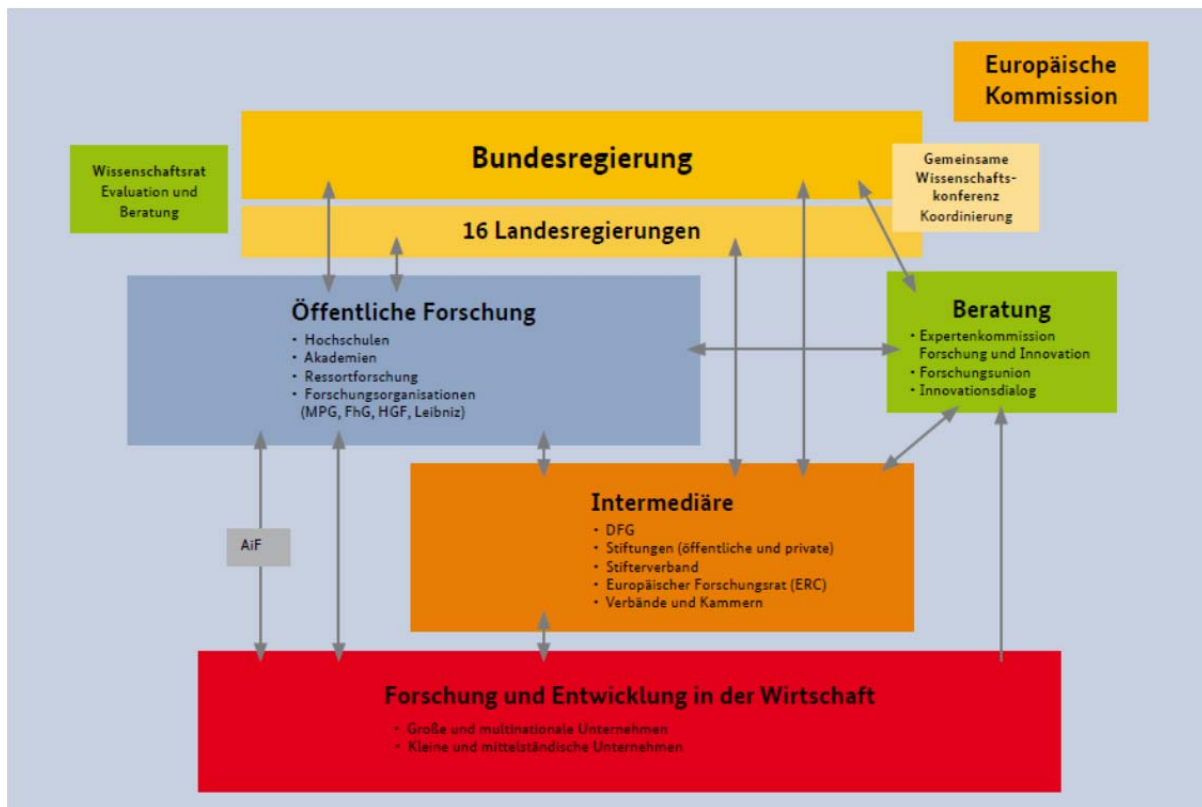 Europäische
Kommission
Bundesregierung
Wissenschaftsrat
Evaluation und
Beratung
Gemeinsame
Wissenschafts-
konferenz
Koordinierung
16 Landesregierungen
Öffentliche Forschung
• Hochschulen
• Akademien
• Ressortforschung
• Forschungsorganisationen
(MPG, FhG, HGF, Leibniz)
Beratung
• Expertenkommission
Forschung und Innovation
• Forschungsunion
• Innovationsdialog
Intermediäre
• DFG
• Stiftungen (öffentliche und private)
• Stifterverband
• Europäischer Forschungsrat (ERC)
• Verbände und Kammern
AiF
Forschung und Entwicklung in der Wirtschaft
• Große und multinationale Unternehmen
• Kleine und mittelständische Unternehmen